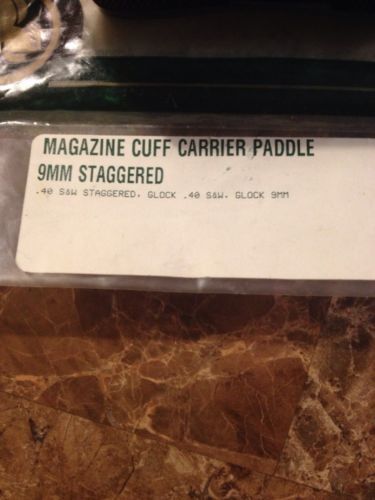 MAGAZINE CUFF CARRIER PADDLE
9MM STAGGERED
.40 S&W STAGGERED, GLOCK .40 S&W, GLOCK 9MM